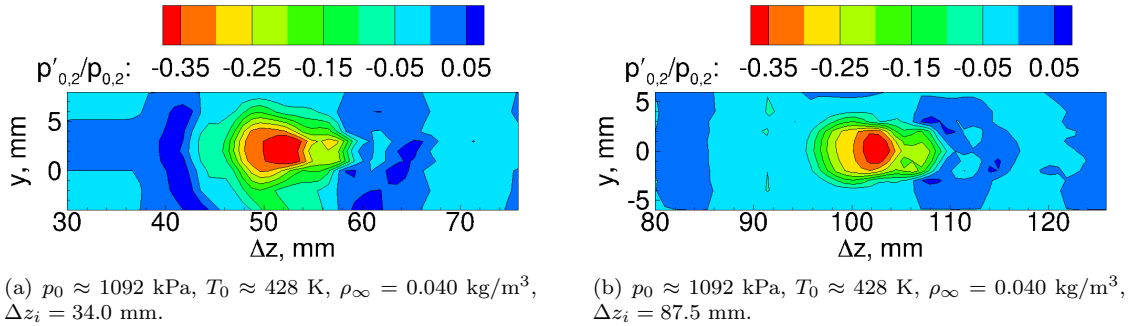 p′0,2/p0,2: -0.35 -0.25 -0.15 -0.05 0.05
y, mm
5
0
30 40 50 60 70
Δz, mm
(a) p0 ≈ 1092 kPa, T0 ≈ 428 K, ρ∞ = 0.040 kg/m³,
Δzi = 34.0 mm.
p′0,2/p0,2: -0.35 -0.25 -0.15 -0.05 0.05
y, mm
5
0
-5
80 90 100 110 120
Δz, mm
(b) p0 ≈ 1092 kPa, T0 ≈ 428 K, ρ∞ = 0.040 kg/m³,
Δzi = 87.5 mm.